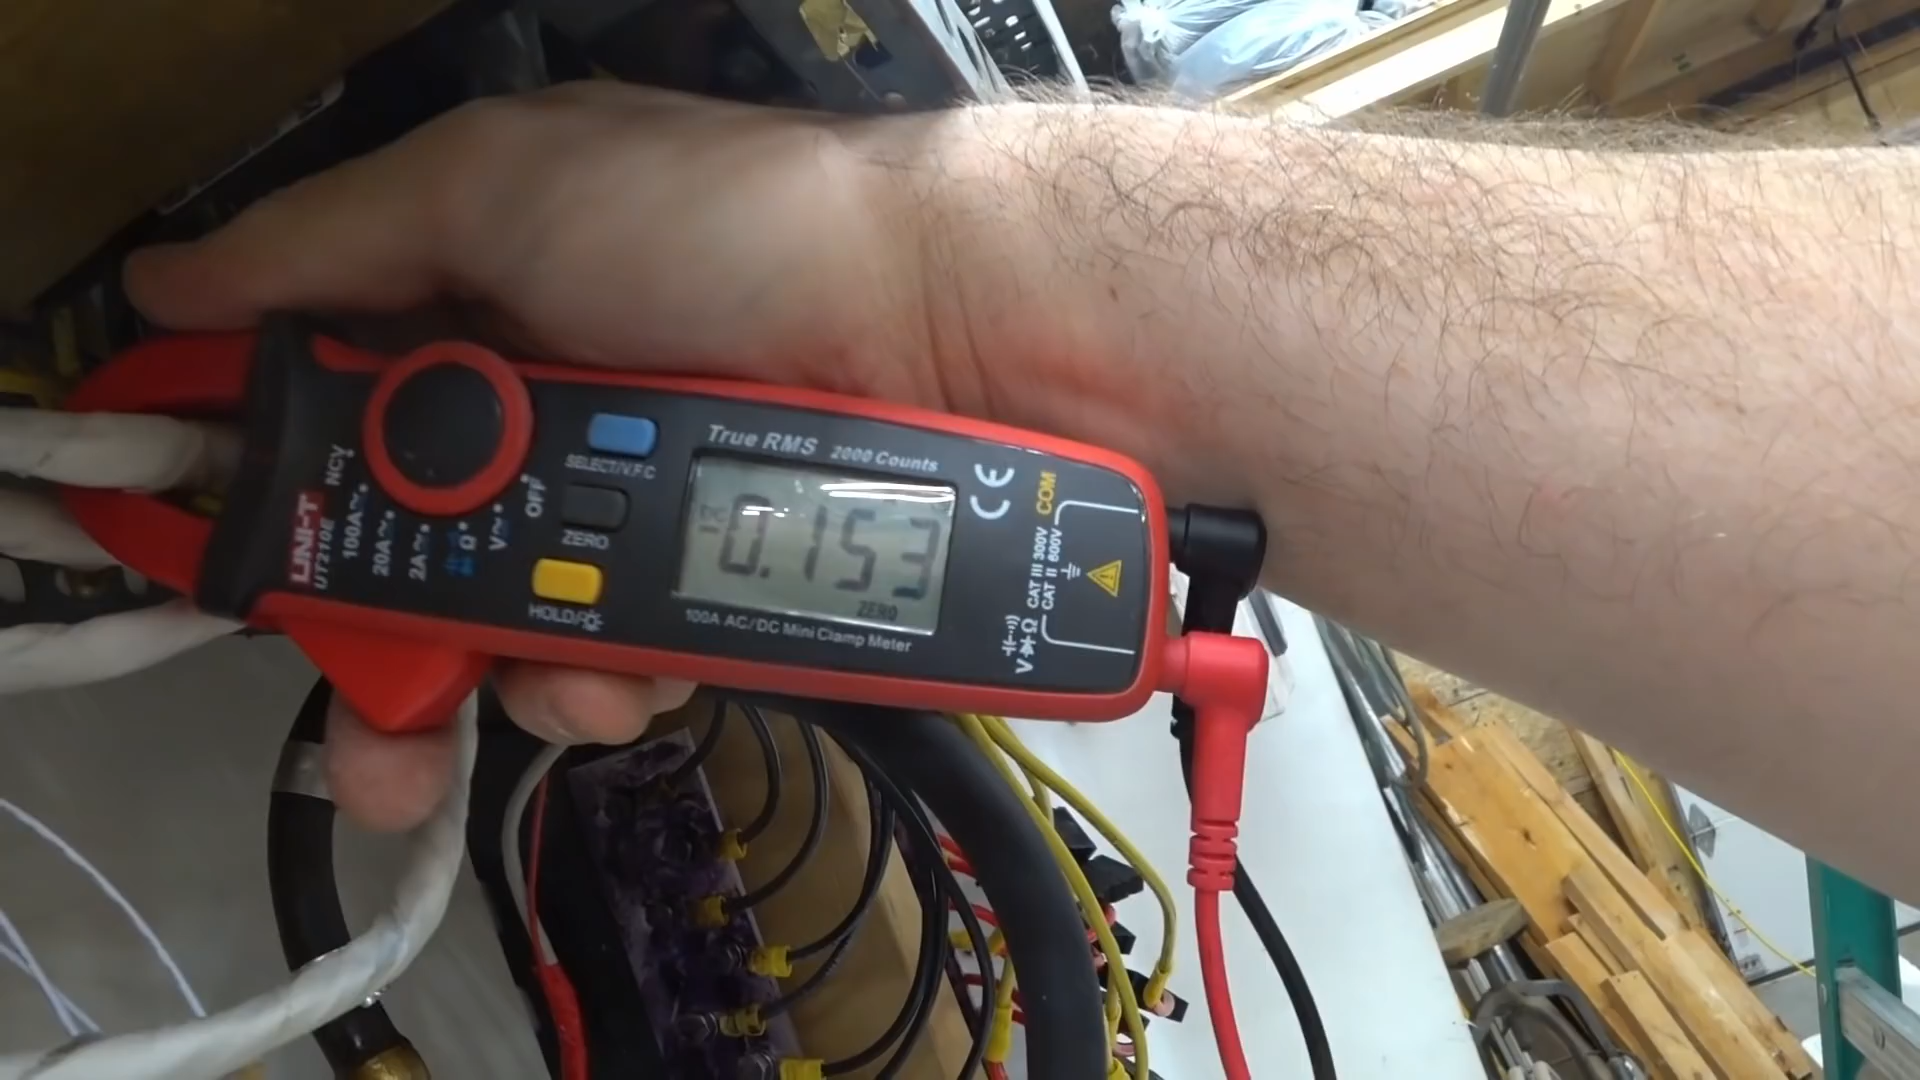 True RMS 2000 Counts
SELECT/V.F.C
ZERO
HOLD/
DC
-0.153
ZERO
100A AC/DC Mini Clamp Meter
UNI-T
UT210E
NCV
100A~
20A~
2A~
Ω
V~
OFF
CE
COM
CAT III 300V
CAT II 600V
V Ω